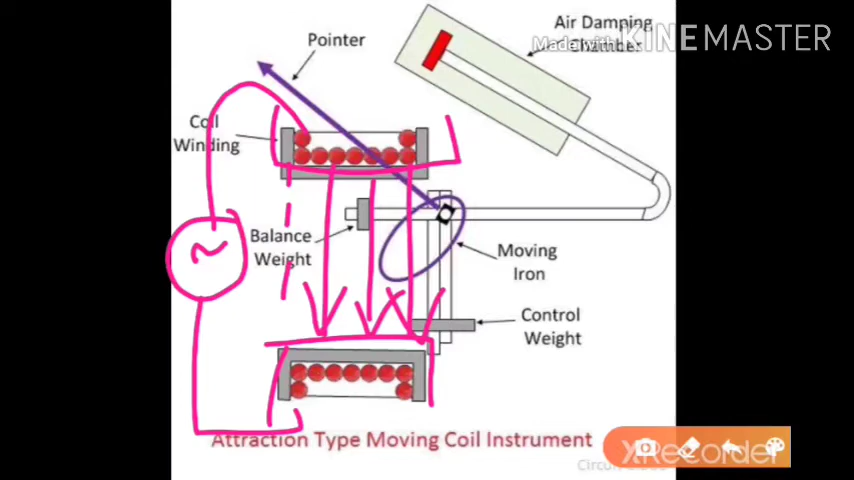 Air Damping
Chamber
Made with KINEMASTER
Pointer
Coil
Winding
Balance
Weight
Moving
Iron
Control
Weight
Attraction Type Moving Coil Instrument
XRecorder